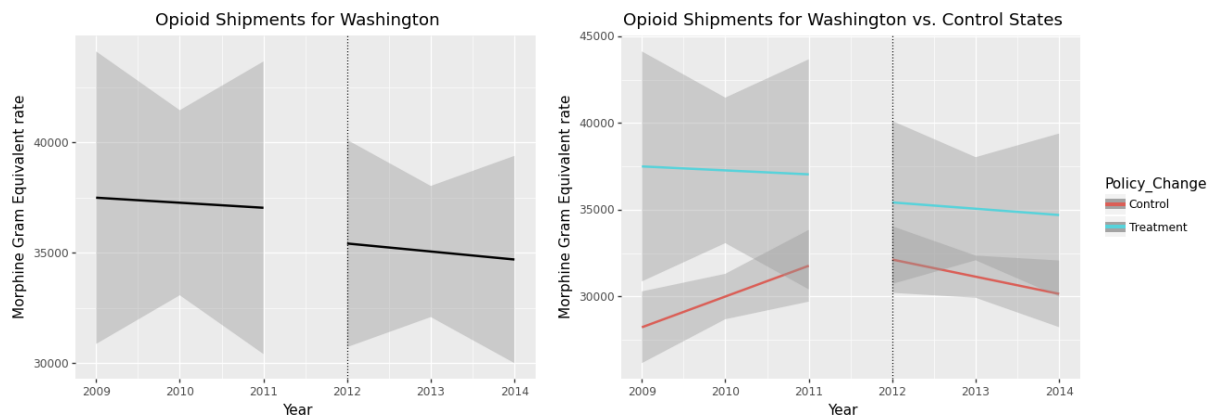 Opioid Shipments for Washington
Morphine Gram Equivalent rate
40000
35000
30000
2009 2010 2011 2012 2013 2014
Year
Opioid Shipments for Washington vs. Control States
Morphine Gram Equivalent rate
45000
40000
35000
30000
2009 2010 2011 2012 2013 2014
Year
Policy_Change
Control
Treatment